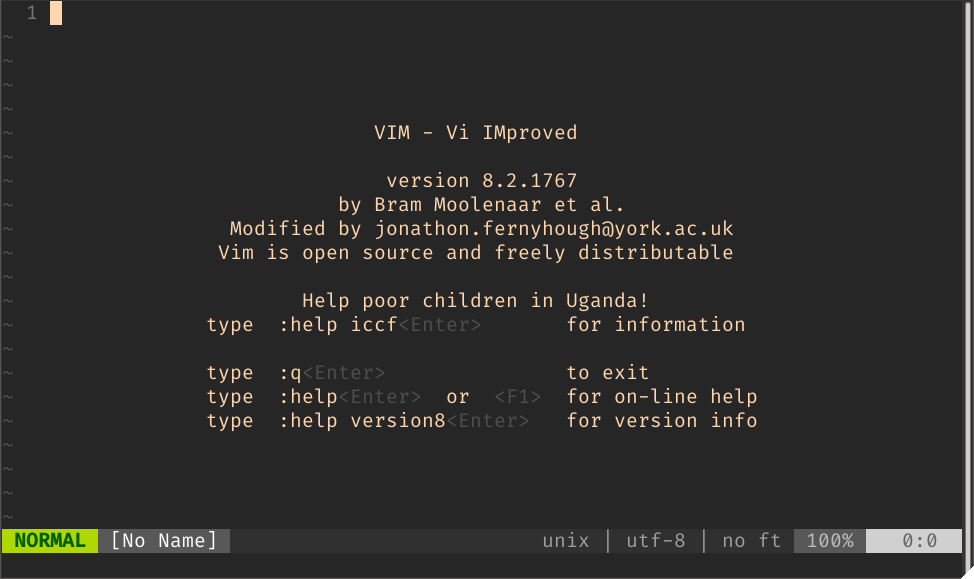 1
~
~
~
~
~ VIM - Vi IMproved
~
~ version 8.2.1767
~ by Bram Moolenaar et al.
~ Modified by jonathon.fernyhough@york.ac.uk
~ Vim is open source and freely distributable
~
~ Help poor children in Uganda!
~ type :help iccf<Enter> for information
~
~ type :q<Enter> to exit
~ type :help<Enter> or <F1> for on-line help
~ type :help version8<Enter> for version info
~
~
~
~
NORMAL [No Name] unix | utf-8 | no ft 100% 0:0